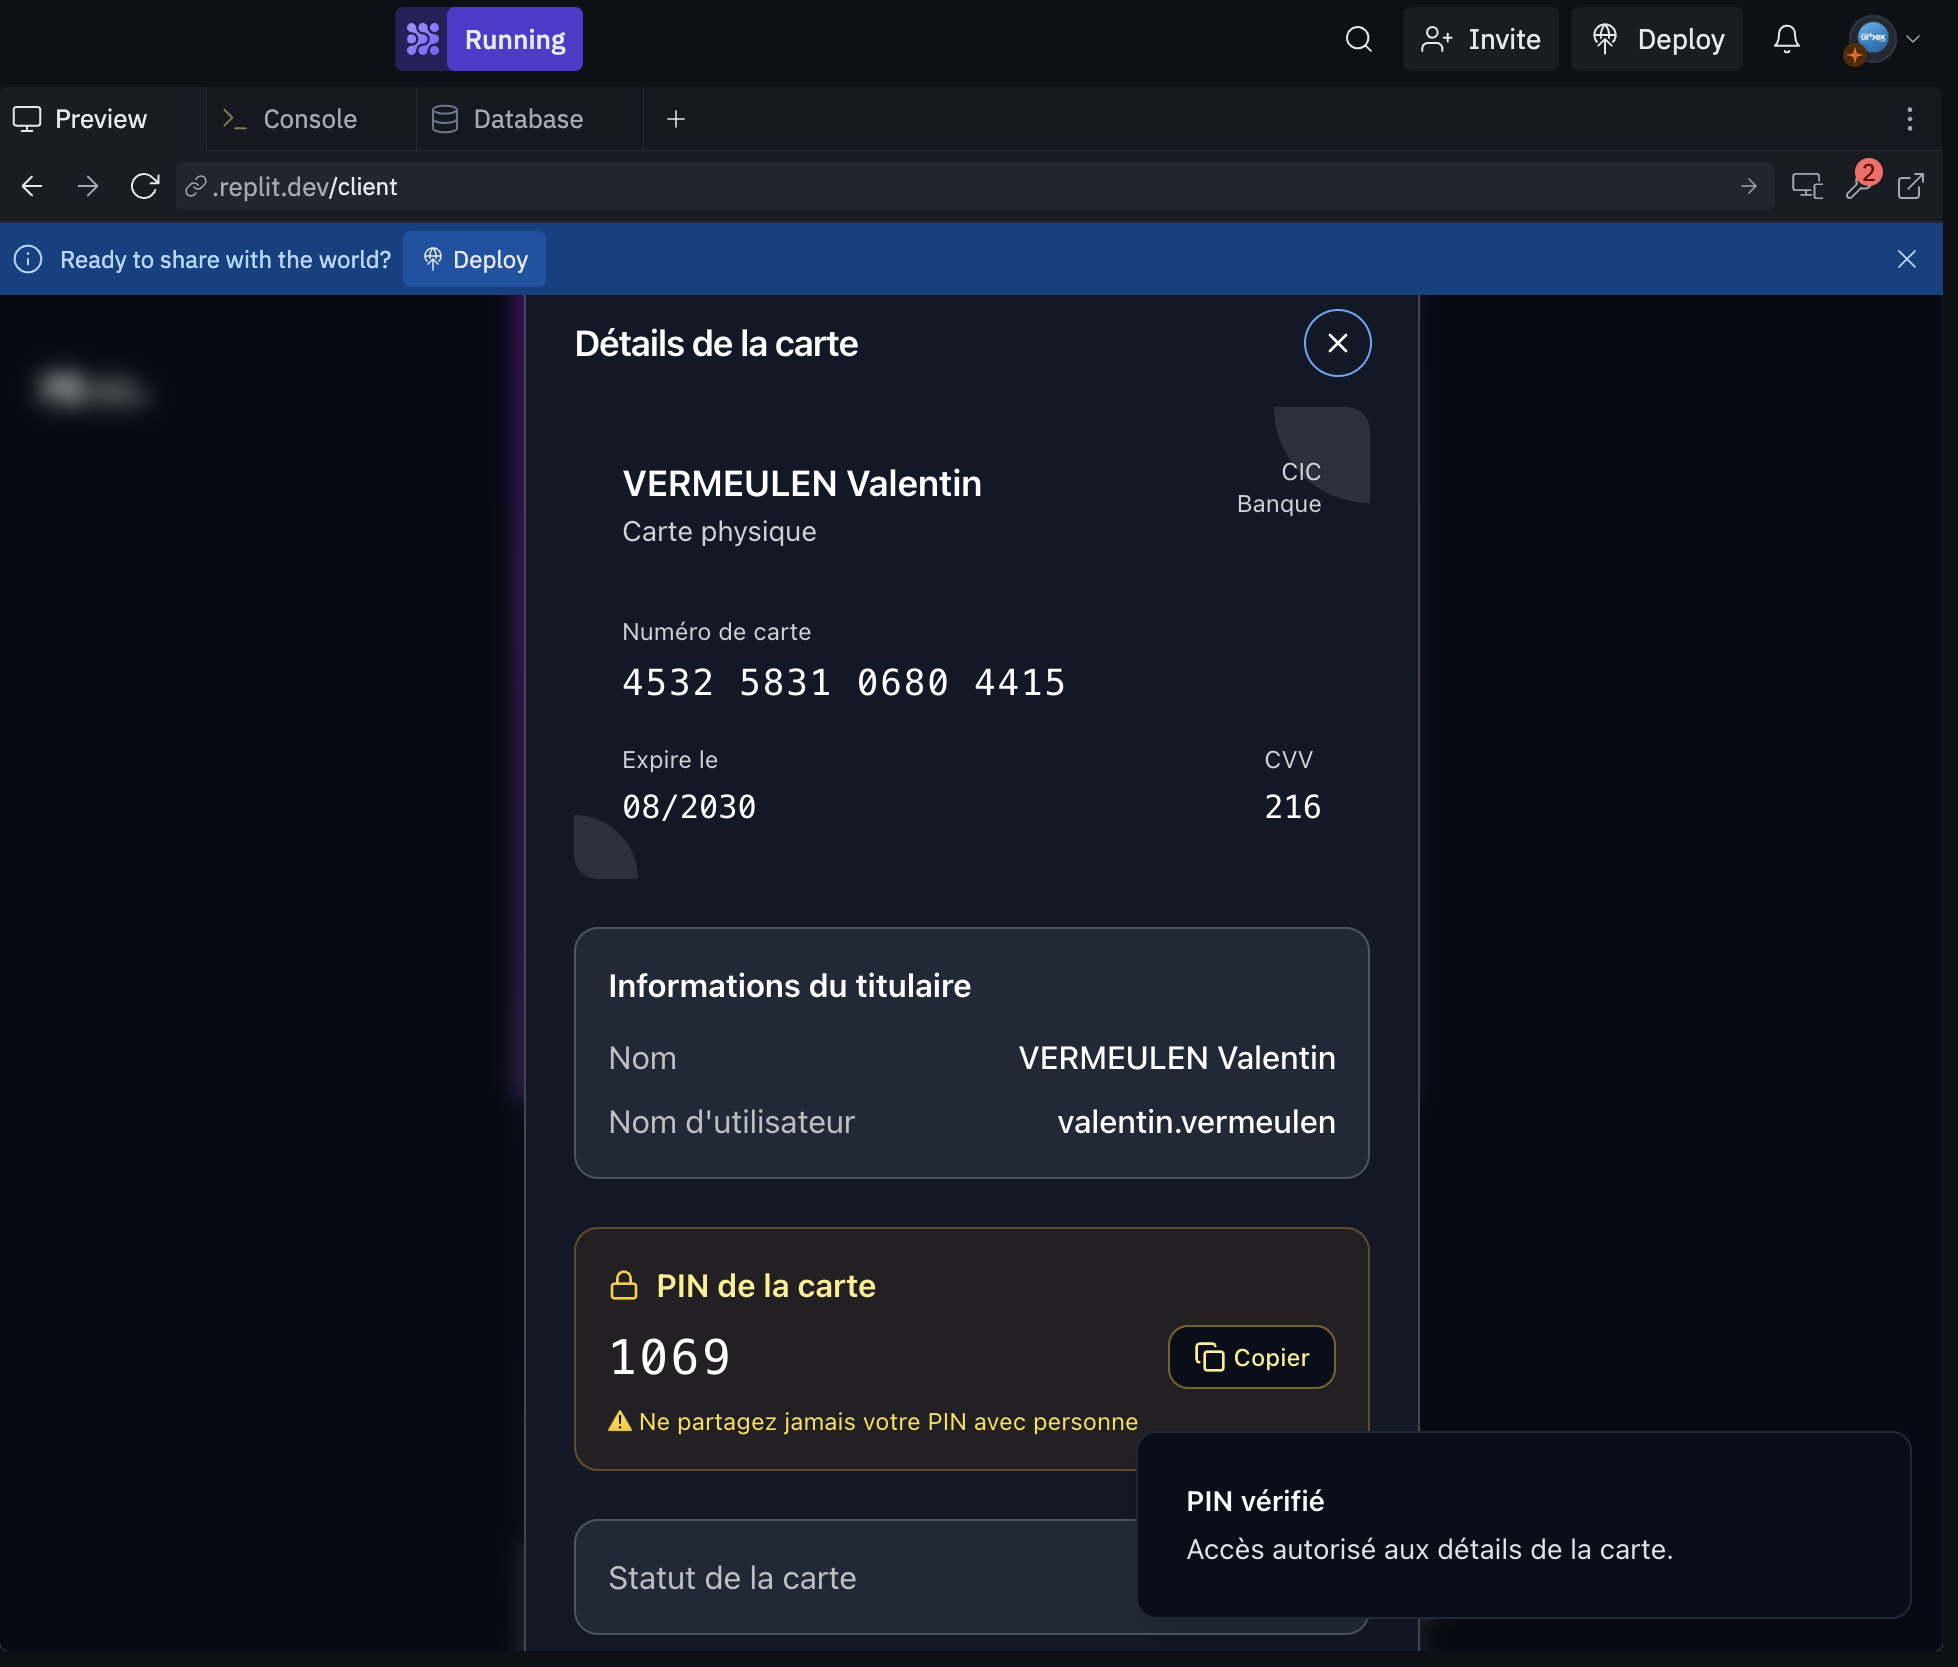 Running
Invite
Deploy
Preview
Console
Database
.replit.dev/client
2
Ready to share with the world?
Deploy
Détails de la carte
VERMEULEN Valentin
Carte physique
CIC
Banque
Numéro de carte
4532 5831 0680 4415
Expire le
CVV
08/2030
216
Informations du titulaire
Nom
VERMEULEN Valentin
Nom d'utilisateur
valentin.vermeulen
PIN de la carte
1069
Copier
Ne partagez jamais votre PIN avec personne
PIN vérifié
Accès autorisé aux détails de la carte.
Statut de la carte